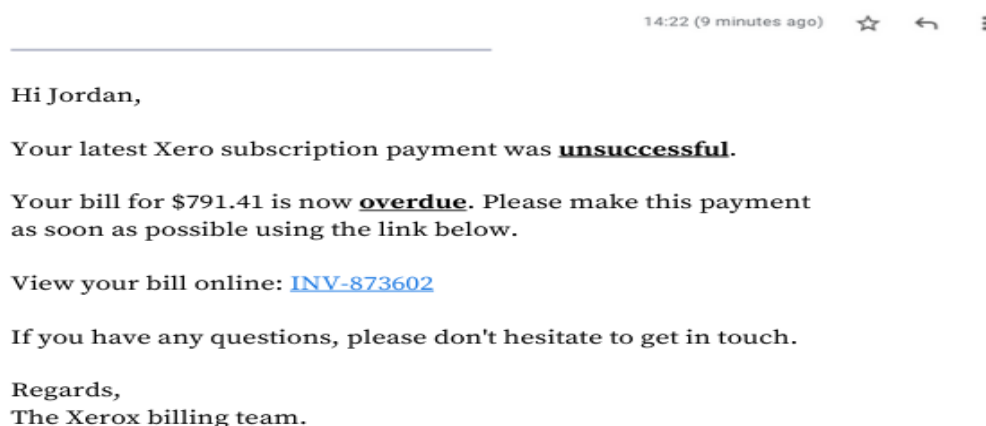 14:22 (9 minutes ago)
Hi Jordan,
Your latest Xero subscription payment was unsuccessful.
Your bill for $791.41 is now overdue. Please make this payment
as soon as possible using the link below.
View your bill online: INV-873602
If you have any questions, please don't hesitate to get in touch.
Regards,
The Xerox billing team.